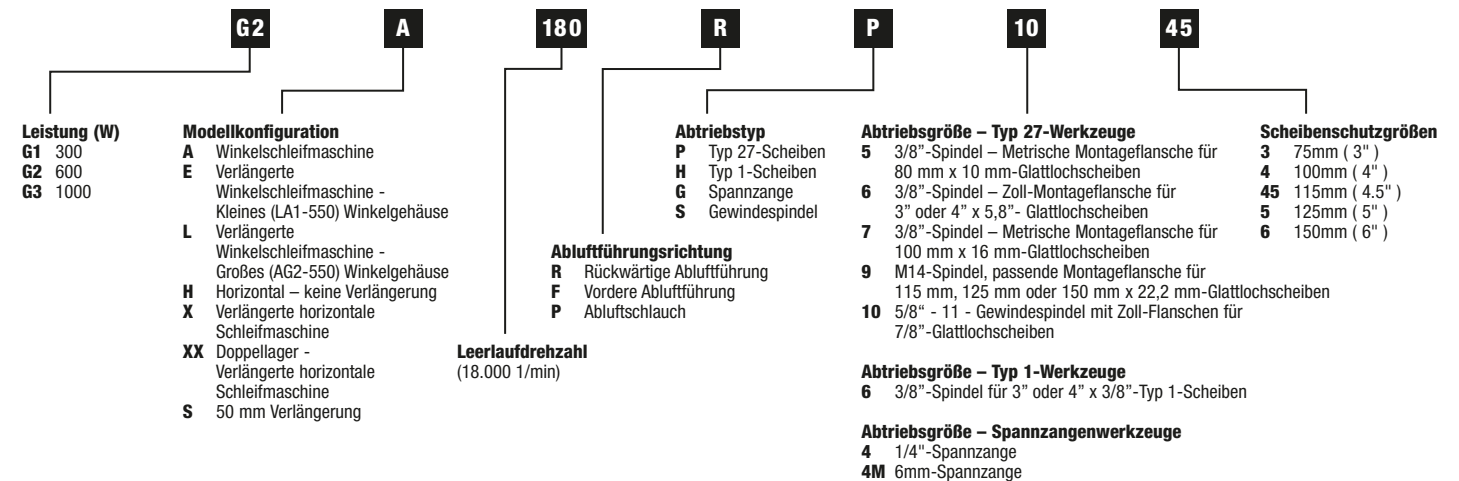 G2 A 180 R P 10 45
Leistung (W)
G1 300
G2 600
G3 1000
Modellkonfiguration
A Winkelschleifmaschine
E Verlängerte
Winkelschleifmaschine -
Kleines (LA1-550) Winkelgehäuse
L Verlängerte
Winkelschleifmaschine -
Großes (AG2-550) Winkelgehäuse
H Horizontal – keine Verlängerung
X Verlängerte horizontale
Schleifmaschine
XX Doppellager -
Verlängerte horizontale
Schleifmaschine
S 50 mm Verlängerung
Leerlaufdrehzahl
(18.000 1/min)
Abluftführungsrichtung
R Rückwärtige Abluftführung
F Vordere Abluftführung
P Abluftschlauch
Abtriebstyp
P Typ 27-Scheiben
H Typ 1-Scheiben
G Spannzange
S Gewindespindel
Abtriebsgröße – Typ 27-Werkzeuge
5 3/8"-Spindel – Metrische Montageflansche für
80 mm x 10 mm-Glattlochscheiben
6 3/8"-Spindel – Zoll-Montageflansche für
3” oder 4” x 5,8”- Glattlochscheiben
7 3/8”-Spindel – Metrische Montageflansche für
100 mm x 16 mm-Glattlochscheiben
9 M14-Spindel, passende Montageflansche für
115 mm, 125 mm oder 150 mm x 22,2 mm-Glattlochscheiben
10 5/8“ - 11 - Gewindespindel mit Zoll-Flanschen für
7/8”-Glattlochscheiben
Abtriebsgröße – Typ 1-Werkzeuge
6 3/8”-Spindel für 3” oder 4” x 3/8”-Typ 1-Scheiben
Abtriebsgröße – Spannzangenwerkzeuge
4 1/4"-Spannzange
4M 6mm-Spannzange
Scheibenschutzgrößen
3 75mm ( 3" )
4 100mm ( 4" )
45 115mm ( 4.5" )
5 125mm ( 5" )
6 150mm ( 6" )